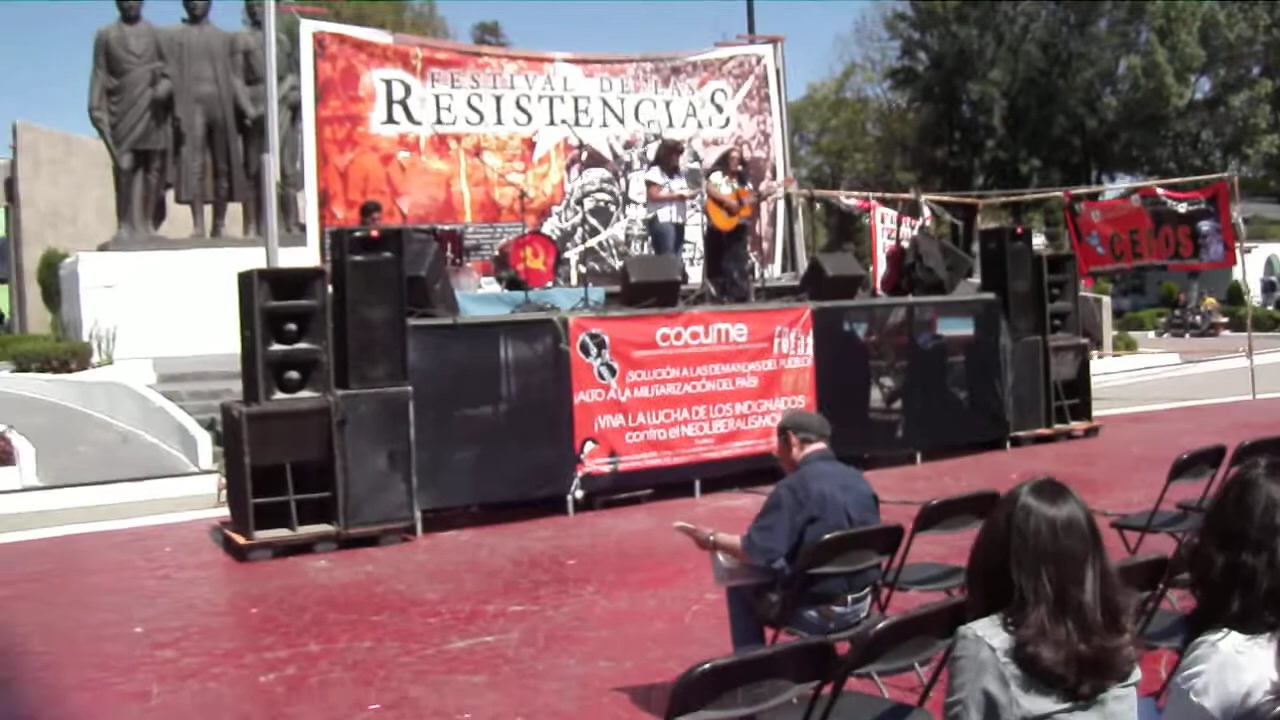 FESTIVAL DE LAS
RESISTENCIAS
CEMOS
cocume
¡SOLUCIÓN A LAS DEMANDAS DEL PUEBLO!
¡ALTO A LA MILITARIZACIÓN DEL PAÍS!
¡VIVA LA LUCHA DE LOS INDIGNADOS
contra el NEOLIBERALISMO!